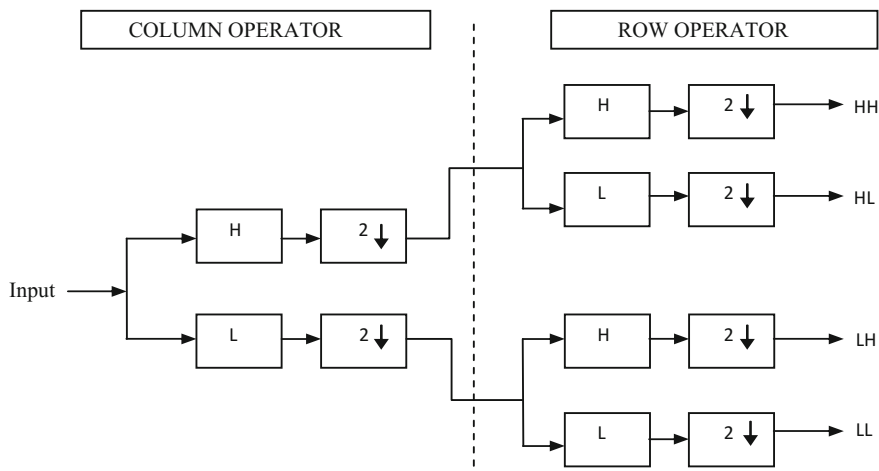 COLUMN OPERATOR
ROW OPERATOR
H
2
HH
L
2
HL
H
2
Input
L
2
H
2
LH
L
2
LL